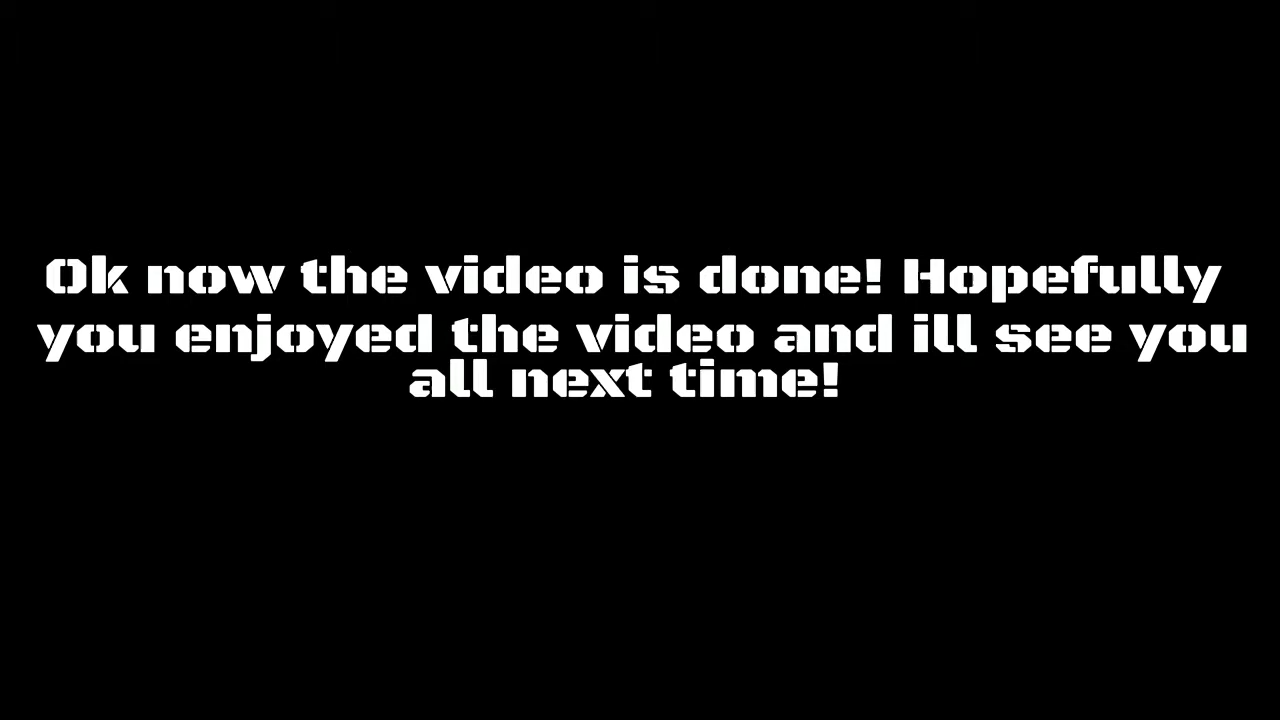 Ok now the video is done! Hopefully
you enjoyed the video and ill see you
all next time!